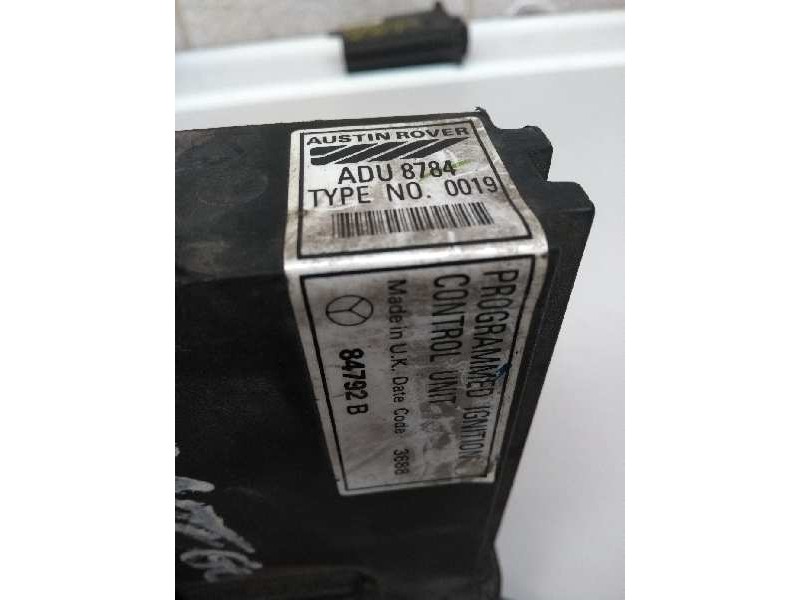 AUSTIN ROVER
ADU 8784
TYPE NO. 0019
PROGRAMMED IGNITION
CONTROL UNIT
Made in U.K. Date Code 3688
84792 B